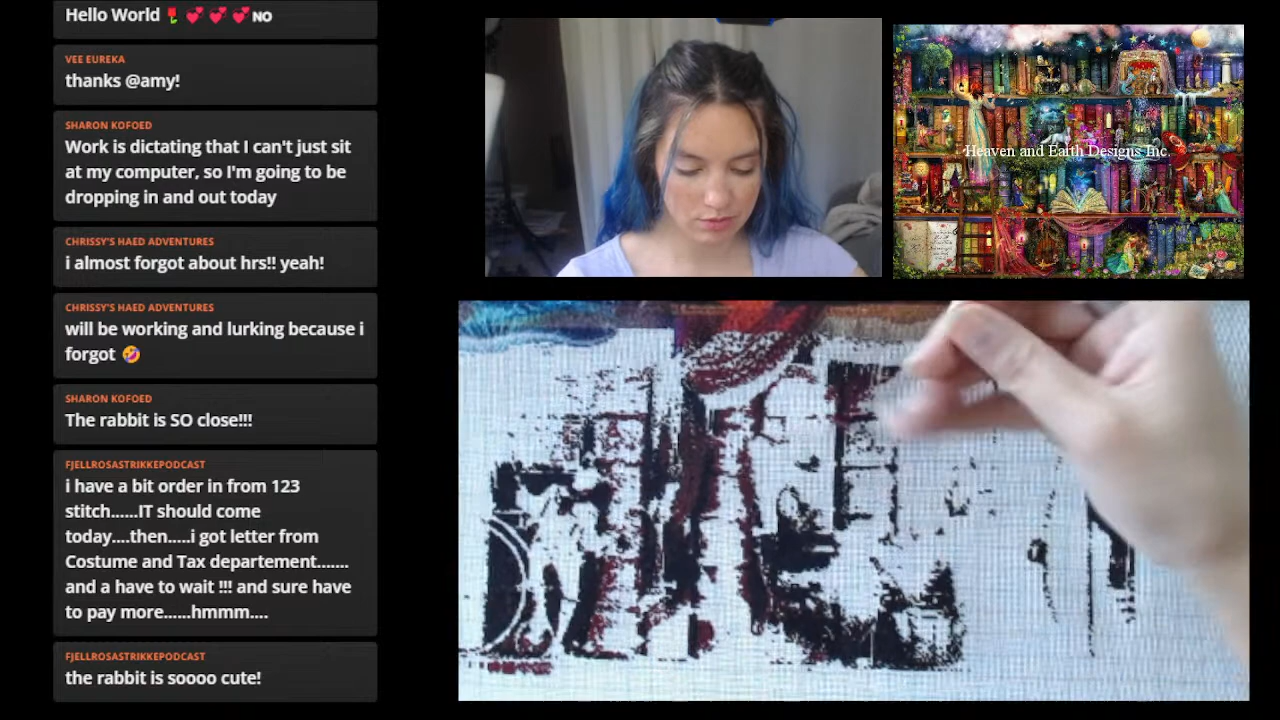 Hello World 🌷 💕 💕 💕 NO
VEE EUREKA
thanks @amy!
SHARON KOFOED
Work is dictating that I can't just sit
at my computer, so I'm going to be
dropping in and out today
CHRISSY'S HAED ADVENTURES
i almost forgot about hrs!! yeah!
CHRISSY'S HAED ADVENTURES
will be working and lurking because i
forgot 🤣
SHARON KOFOED
The rabbit is SO close!!!
FJELLROSASTRIKKEPODCAST
i have a bit order in from 123
stitch......IT should come
today....then.....i got letter from
Costume and Tax departement.......
and a have to wait !!! and sure have
to pay more......hmmm....
FJELLROSASTRIKKEPODCAST
the rabbit is soooo cute!
Heaven and Earth Designs Inc